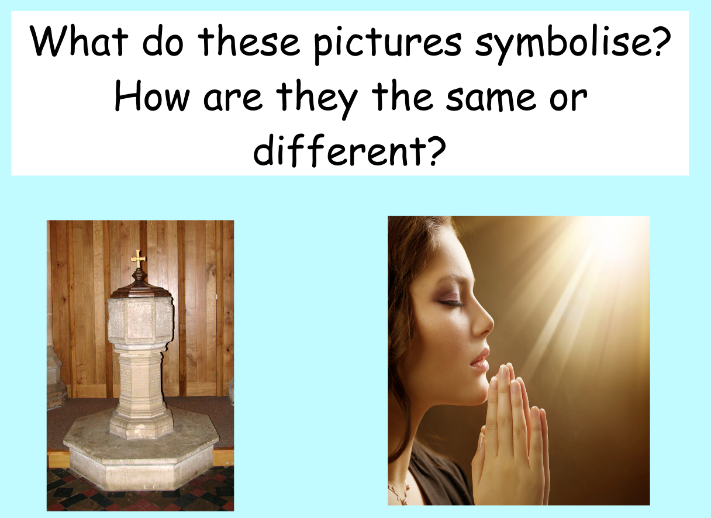 What do these pictures symbolise?
How are they the same or
different?